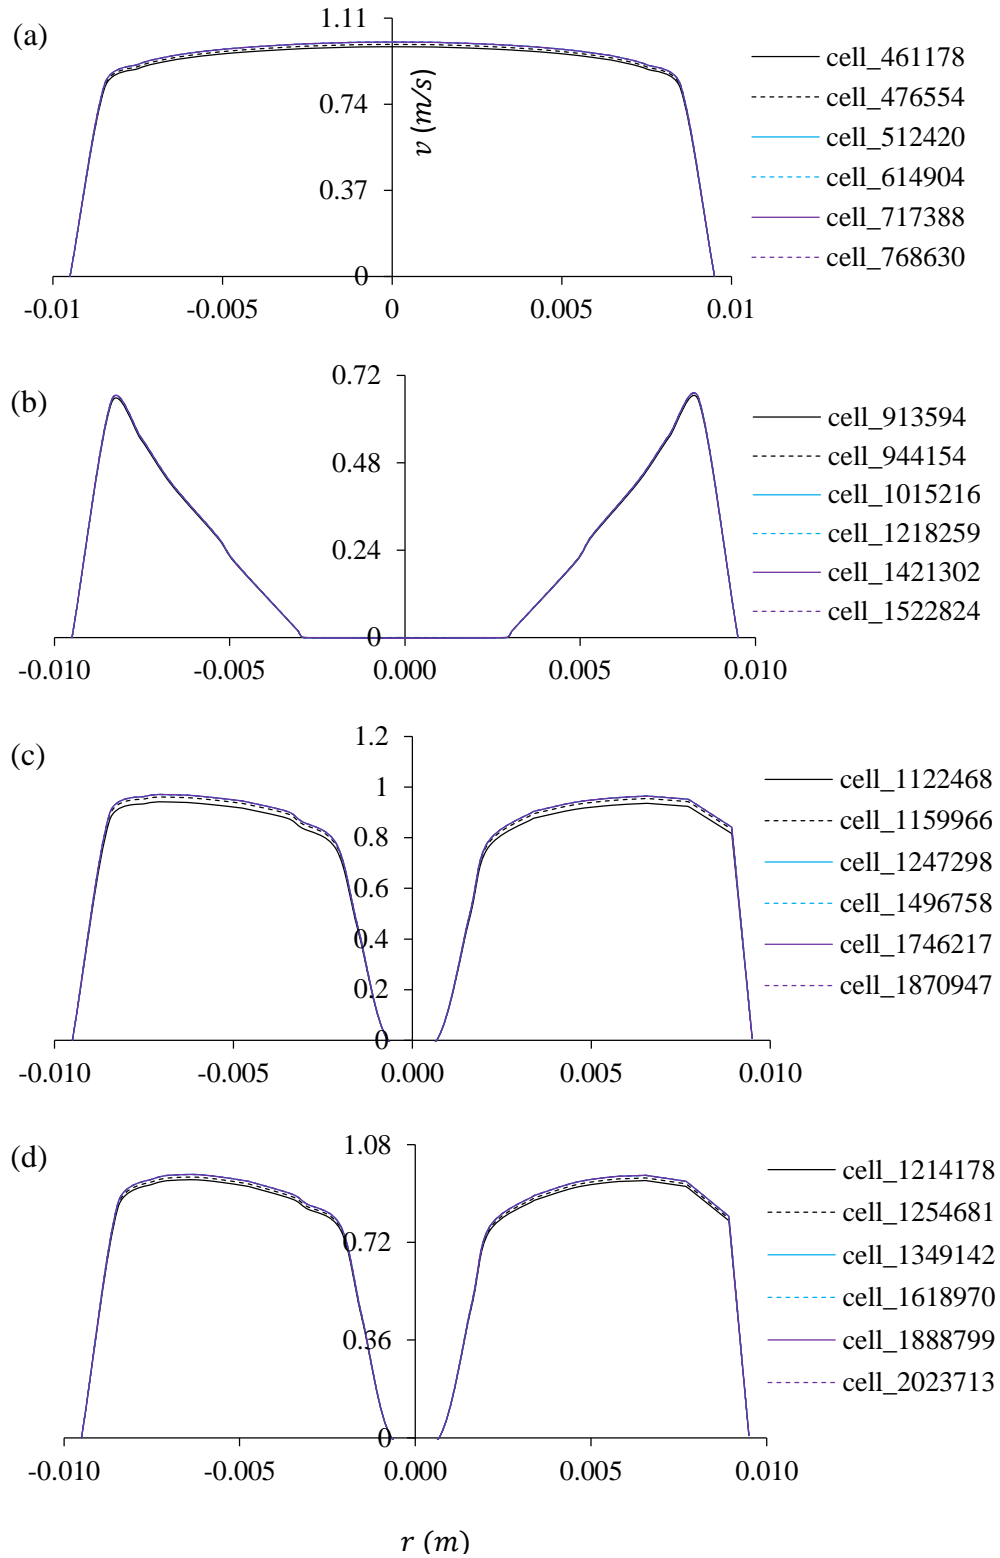 (a)
1.11
0.74
0.37
0
v (m/s)
-0.01
-0.005
0
0.005
0.01
cell_461178
cell_476554
cell_512420
cell_614904
cell_717388
cell_768630
(b)
0.72
0.48
0.24
0
-0.010
-0.005
0.000
0.005
0.010
cell_913594
cell_944154
cell_1015216
cell_1218259
cell_1421302
cell_1522824
(c)
1.2
1
0.8
0.6
0.4
0.2
0
-0.010
-0.005
0.000
0.005
0.010
cell_1122468
cell_1159966
cell_1247298
cell_1496758
cell_1746217
cell_1870947
(d)
1.08
0.72
0.36
0
-0.010
-0.005
0.000
0.005
0.010
cell_1214178
cell_1254681
cell_1349142
cell_1618970
cell_1888799
cell_2023713
r (m)